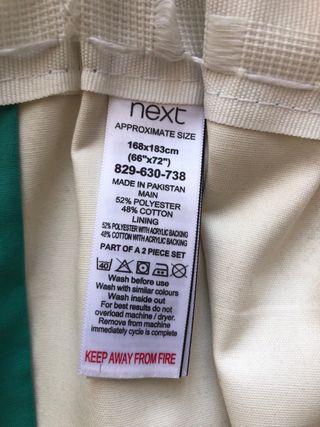 next
APPROXIMATE SIZE
168x183cm
(66"x72")
829-630-738
MADE IN PAKISTAN
MAIN
52% POLYESTER
48% COTTON
LINING
52% POLYESTER WITH ACRYLIC BACKING
48% COTTON WITH ACRYLIC BACKING
PART OF A 2 PIECE SET
40
Wash before use
Wash with similar colours
Wash inside out
For best results do not
overload machine / dryer.
Remove from machine
immediately cycle is complete
KEEP AWAY FROM FIRE